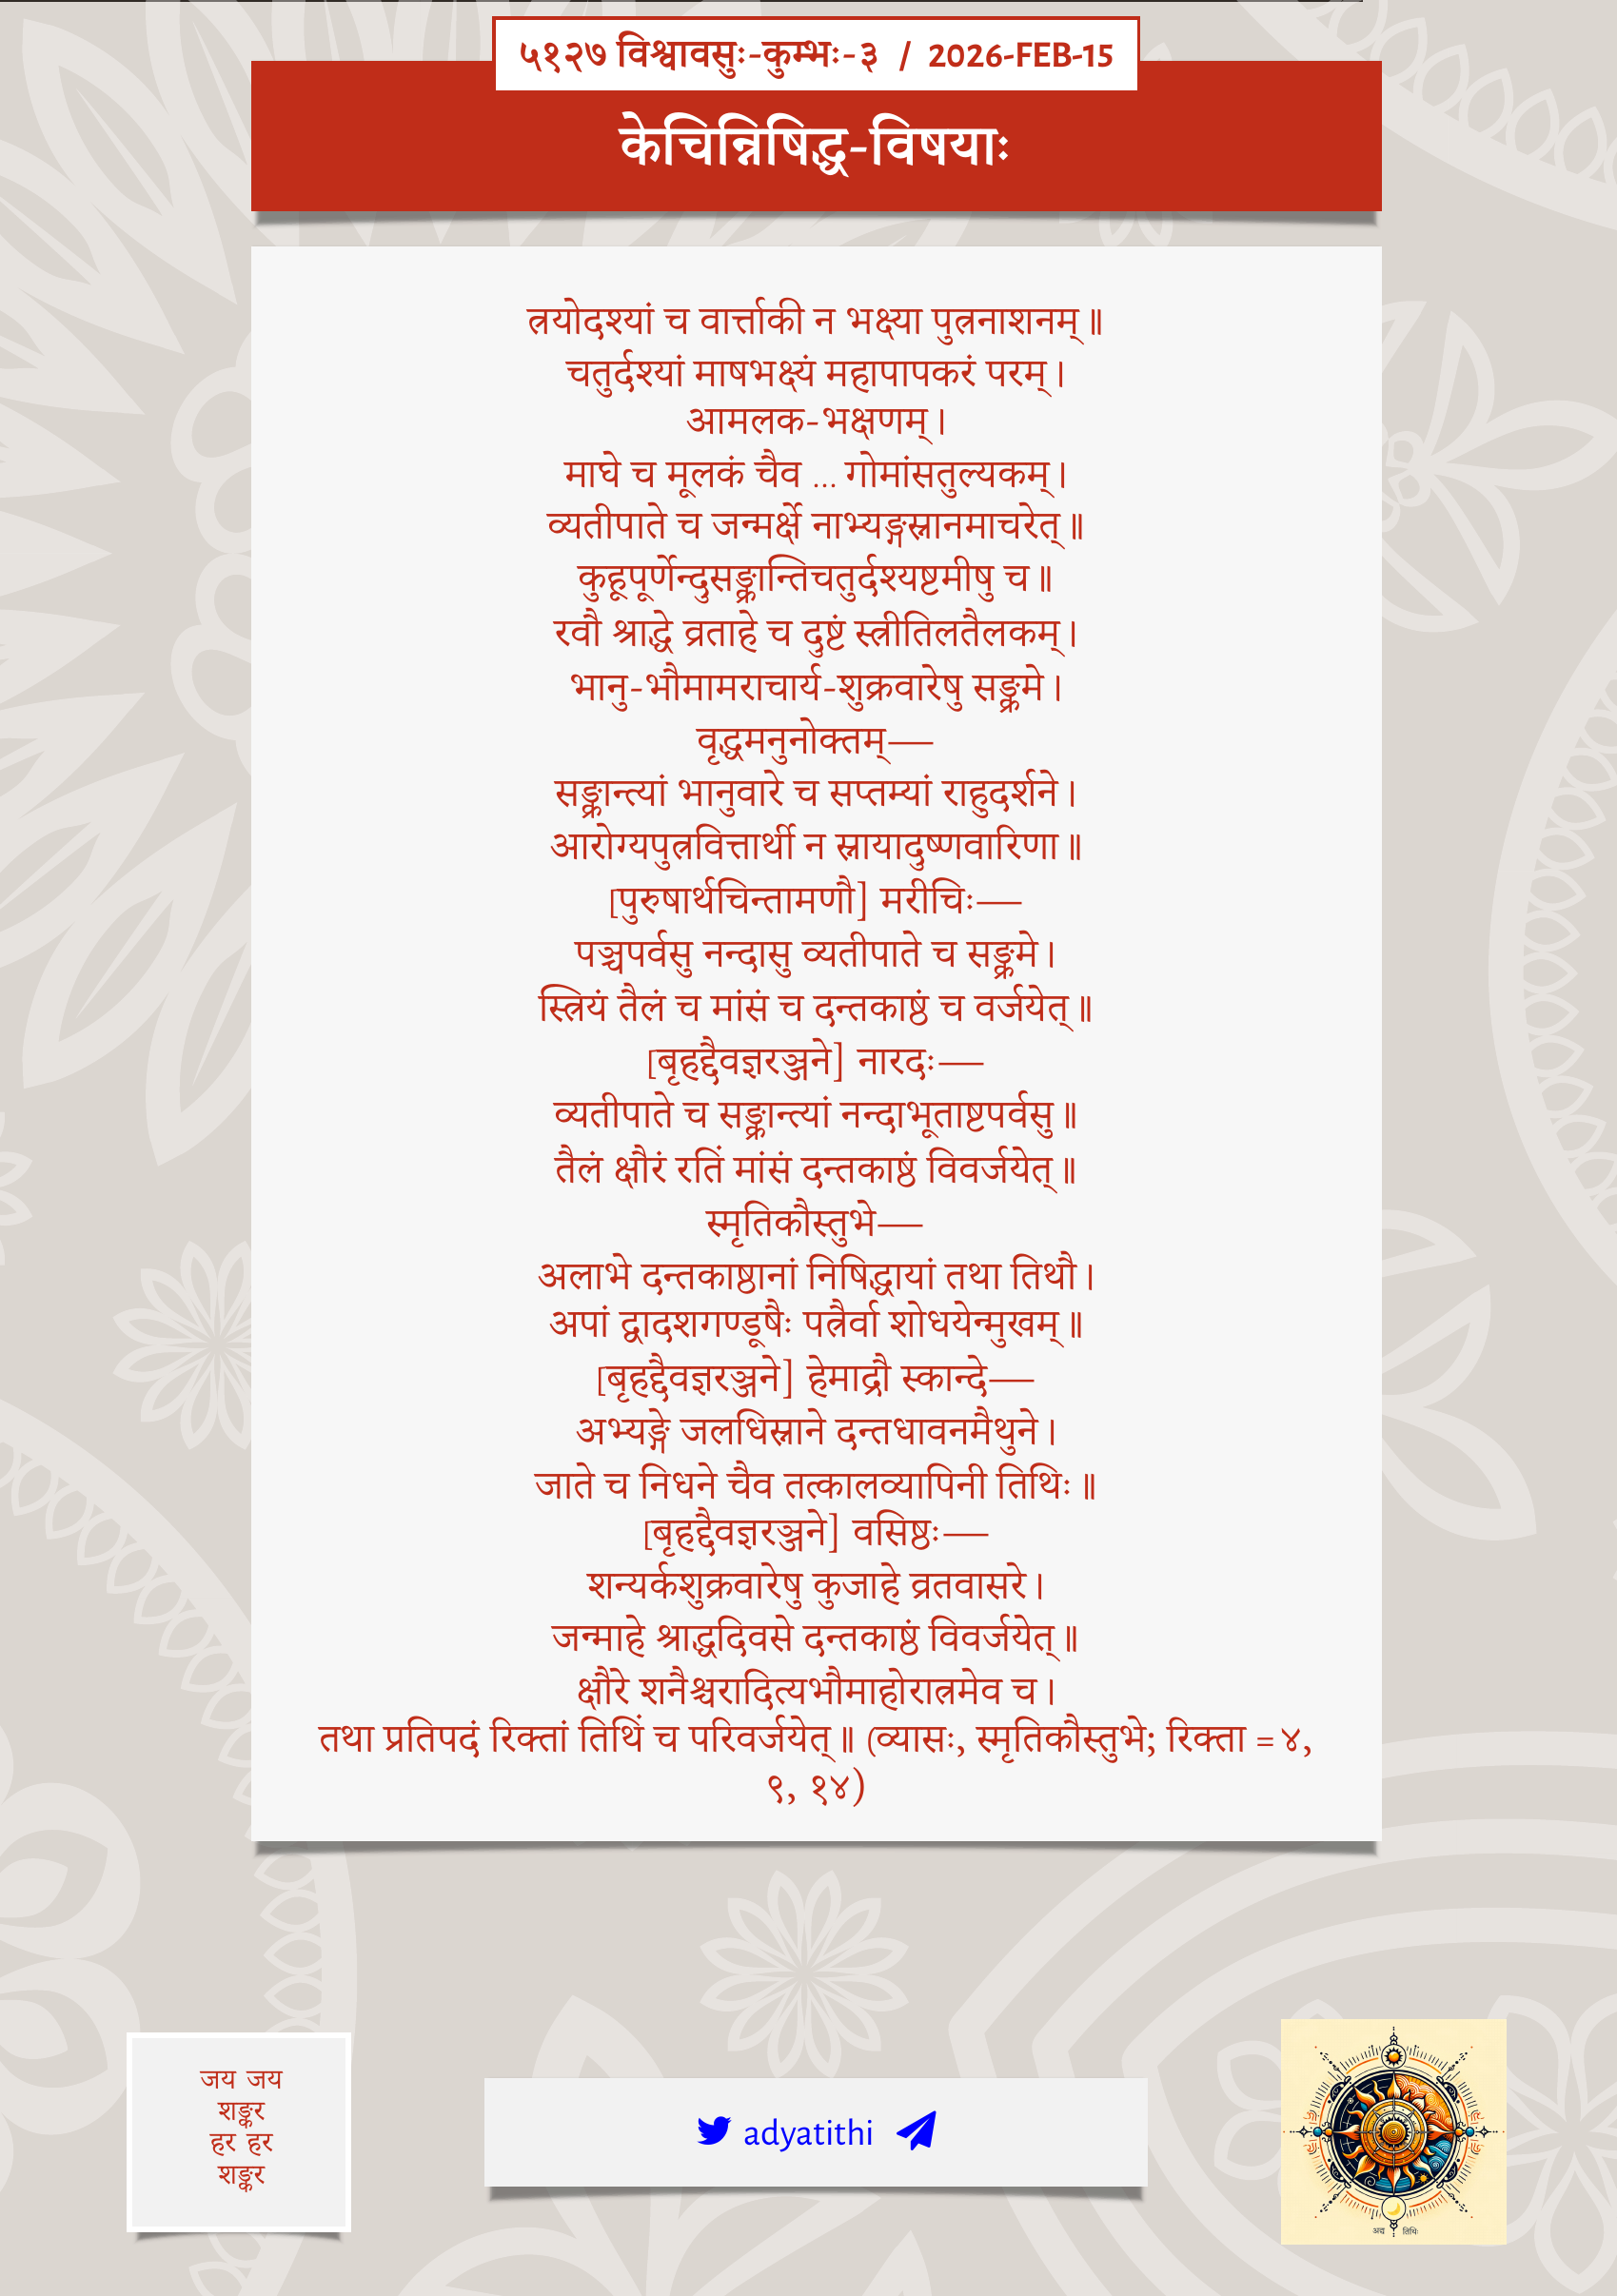 ५१२७ विश्वावसुः-कुम्भः-३ / 2026-FEB-15
केचिन्निषिद्ध-विषयाः
त्रयोदश्यां च वार्त्ताकी न भक्ष्या पुत्रनाशनम्॥
चतुर्दश्यां माषभक्ष्यं महापापकरं परम्।
आमलक-भक्षणम्।
माघे च मूलकं चैव … गोमांसतुल्यकम्।
व्यतीपाते च जन्मर्क्षे नाभ्यङ्गस्नानमाचरेत्॥
कुहूपूर्णेन्दुसङ्क्रान्तिचतुर्दश्यष्टमीषु च॥
रवौ श्राद्धे व्रताहे च दुष्टं स्त्रीतिलतैलकम्।
भानु-भौमामराचार्य-शुक्रवारेषु सङ्क्रमे।
वृद्धमनुनोक्तम्—
सङ्क्रान्त्यां भानुवारे च सप्तम्यां राहुदर्शने।
आरोग्यपुत्रवित्तार्थी न स्नायादुष्णवारिणा॥
[पुरुषार्थचिन्तामणौ] मरीचिः—
पञ्चपर्वसु नन्दासु व्यतीपाते च सङ्क्रमे।
स्त्रियं तैलं च मांसं च दन्तकाष्ठं च वर्जयेत्॥
[बृहद्दैवज्ञरञ्जने] नारदः—
व्यतीपाते च सङ्क्रान्त्यां नन्दाभूताष्टपर्वसु॥
तैलं क्षौरं रतिं मांसं दन्तकाष्ठं विवर्जयेत्॥
स्मृतिकौस्तुभे—
अलाभे दन्तकाष्ठानां निषिद्धायां तथा तिथौ।
अपां द्वादशगण्डूषैः पत्रैर्वा शोधयेन्मुखम्॥
[बृहद्दैवज्ञरञ्जने] हेमाद्रौ स्कान्दे—
अभ्यङ्गे जलधिस्नाने दन्तधावनमैथुने।
जाते च निधने चैव तत्कालव्यापिनी तिथिः॥
[बृहद्दैवज्ञरञ्जने] वसिष्ठः—
शन्यर्कशुक्रवारेषु कुजाहे व्रतवासरे।
जन्माहे श्राद्धदिवसे दन्तकाष्ठं विवर्जयेत्॥
क्षौरे शनैश्चरादित्यभौमाहोरात्रमेव च।
तथा प्रतिपदं रिक्तां तिथिं च परिवर्जयेत्॥ (व्यासः, स्मृतिकौस्तुभे; रिक्ता = ४,
९, १४)
जय जय
शङ्कर
हर हर
शङ्कर
adyatithi
अद्य तिथिः